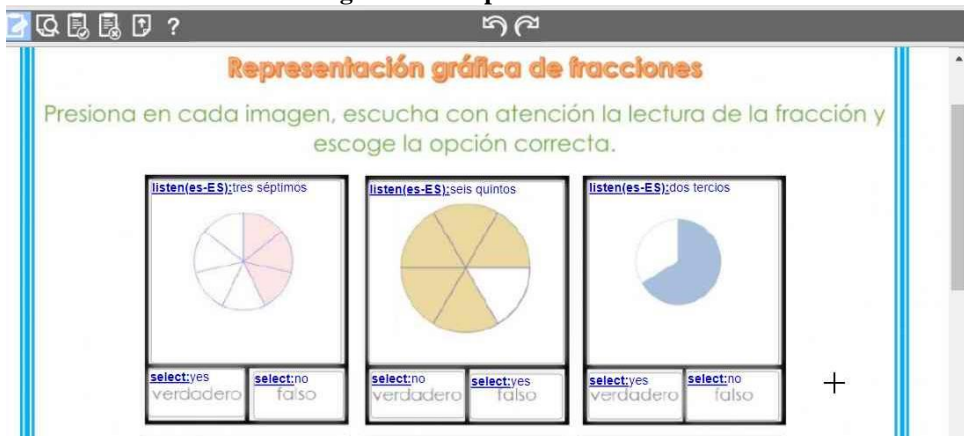 ?
Representación gráfica de fracciones
Presiona en cada imagen, escucha con atención la lectura de la fracción y
escoge la opción correcta.
listen(es-ES):tres séptimos
listen(es-ES):seis quintos
listen(es-ES):dos tercios
select:yes
verdadero
select:no
falso
select:no
verdadero
select:yes
falso
select:yes
verdadero
select:no
falso